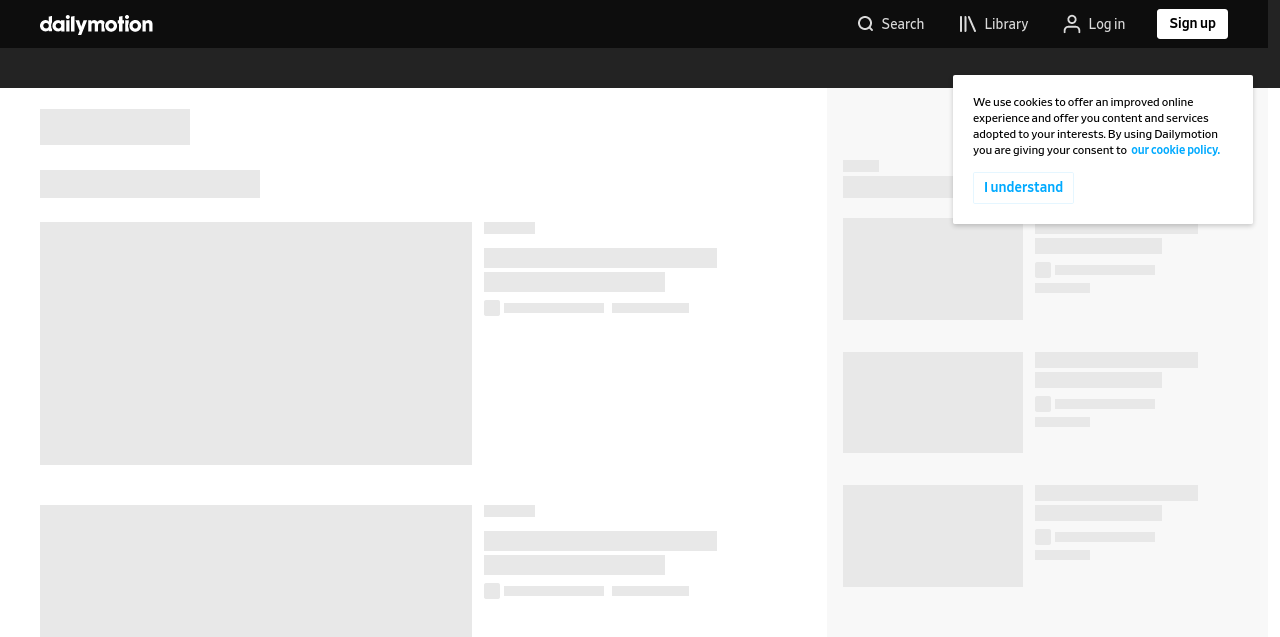 dailymotion
Search
Library
Log in
Sign up
We use cookies to offer an improved online
experience and offer you content and services
adopted to your interests. By using Dailymotion
you are giving your consent to our cookie policy.
I understand